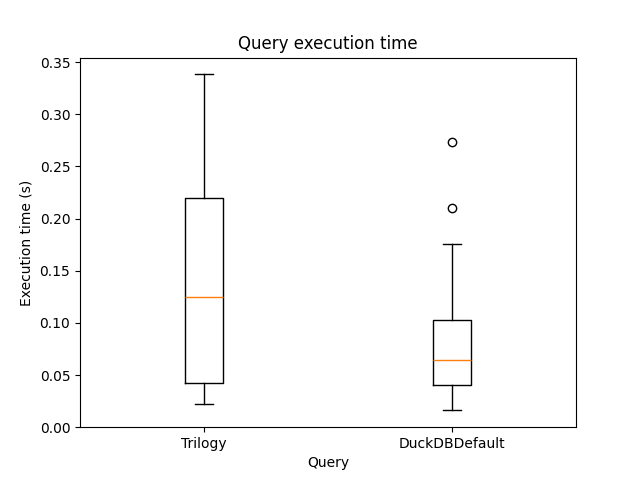 Query execution time
Execution time (s)
0.35
0.30
0.25
0.20
0.15
0.10
0.05
0.00
Trilogy
DuckDBDefault
Query